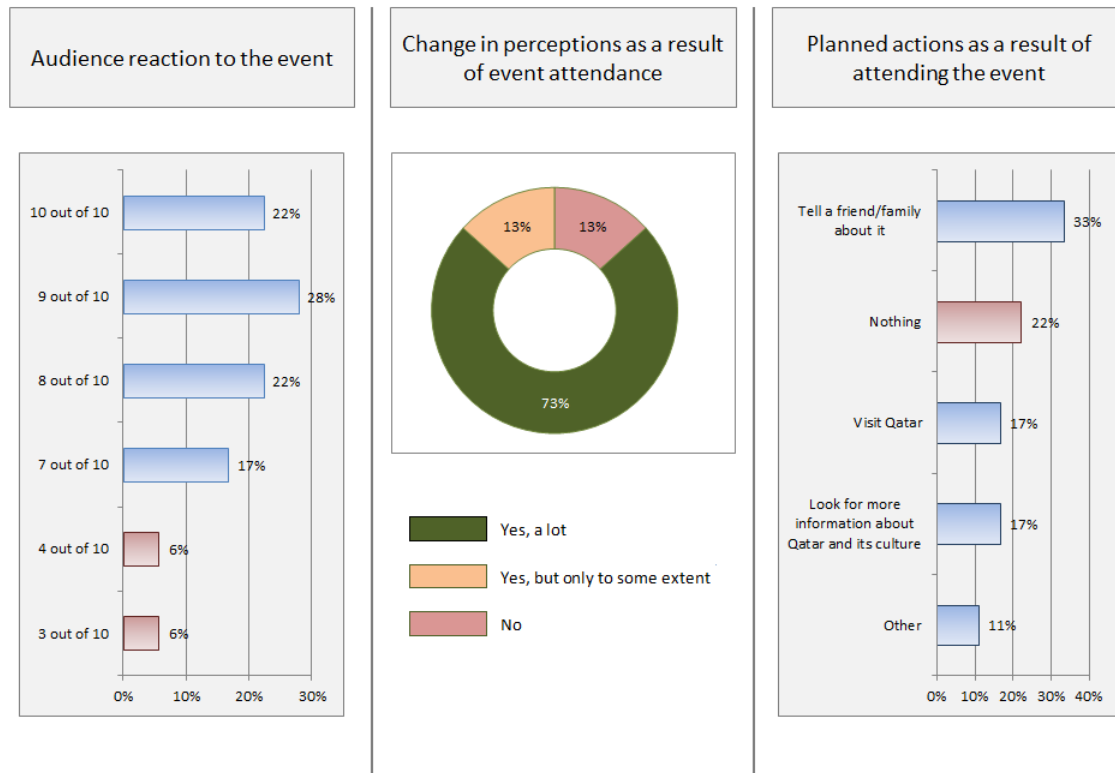 Audience reaction to the event
Change in perceptions as a result
of event attendance
Planned actions as a result of
attending the event
10 out of 10
22%
9 out of 10
28%
8 out of 10
22%
7 out of 10
17%
4 out of 10
6%
3 out of 10
6%
0%
10%
20%
30%
13%
13%
73%
Yes, a lot
Yes, but only to some extent
No
Tell a friend/family
about it
33%
Nothing
22%
Visit Qatar
17%
Look for more
information about
Qatar and its culture
17%
Other
11%
0%
10%
20%
30%
40%